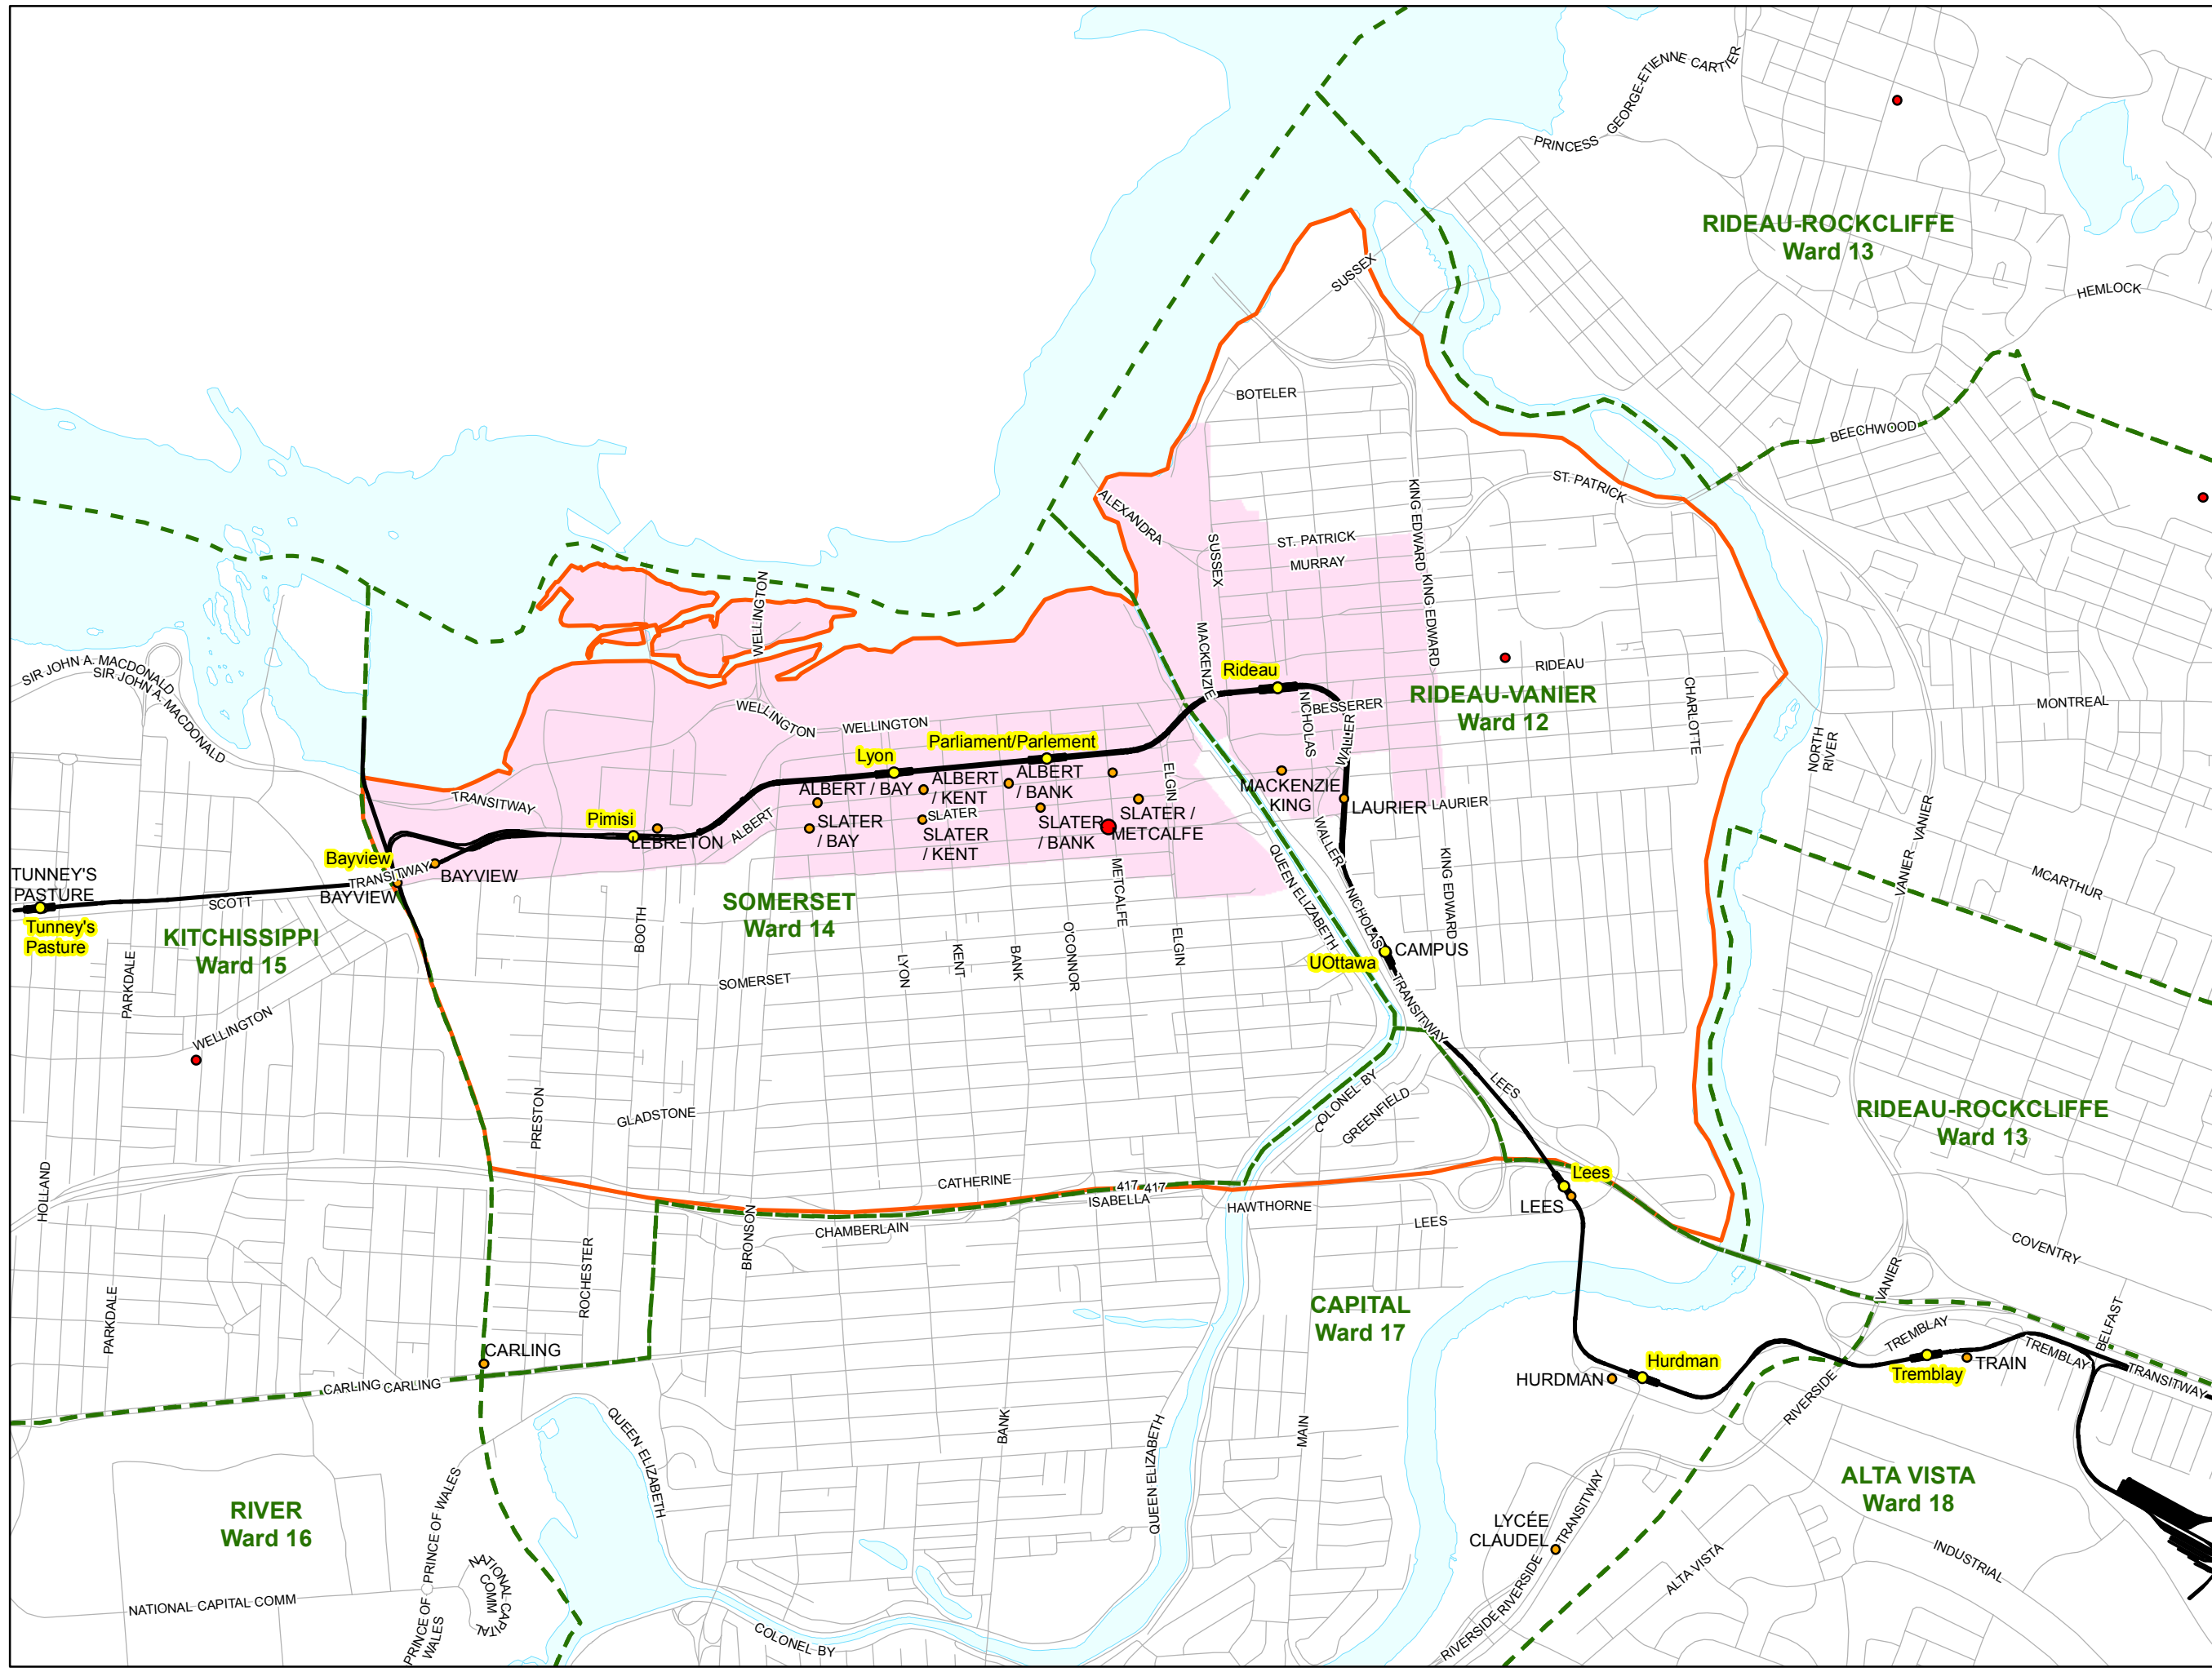 PRINCESS
GEORGE-ETIENNE CARTIER
RIDEAU-ROCKCLIFFE
Ward 13
SUSSEX
HEMLOCK
BOTELER
BEECHWOOD
ALEXANDRA
KING EDWARD
ST. PATRICK
SUSSEX
ST. PATRICK
MURRAY
KING EDWARD
WELLINGTON
SIR JOHN A. MACDONALD
SIR JOHN A. MACDONALD
MACKENZIE
Rideau
RIDEAU
RIDEAU-VANIER
Ward 12
CHARLOTTE
NICHOLAS
BESSERER
WALLER
MONTREAL
NORTH
RIVER
WELLINGTON
WELLINGTON
Parliament/Parlement
Lyon
ALBERT / BAY
ALBERT
/ KENT
ALBERT
/ BANK
ELGIN
MACKENZIE
KING
LAURIER
LAURIER
TRANSITWAY
Pimisi
LEBRETON
ALBERT
SLATER
/ BAY
SLATER
SLATER
/ KENT
SLATER
/ BANK
SLATER /
METCALFE
WALLER
VANIER
VANIER
Bayview
TRANSITWAY
BAYVIEW
BAYVIEW
TUNNEY'S
PASTURE
SCOTT
Tunney's
Pasture
KITCHISSIPPI
Ward 15
SOMERSET
Ward 14
BOOTH
METCALFE
QUEEN ELIZABETH
NICHOLAS
KING EDWARD
MCARTHUR
PARKDALE
LYON
KENT
BANK
O'CONNOR
ELGIN
UOttawa
CAMPUS
TRANSITWAY
SOMERSET
WELLINGTON
LEES
COLONEL BY
GREENFIELD
PRESTON
GLADSTONE
RIDEAU-ROCKCLIFFE
Ward 13
HOLLAND
CATHERINE
417
417
ISABELLA
HAWTHORNE
Lees
LEES
LEES
BRONSON
CHAMBERLAIN
ROCHESTER
COVENTRY
PARKDALE
CAPITAL
Ward 17
VANIER
BELFAST
CARLING
CARLING
CARLING
Hurdman
HURDMAN
TREMBLAY
Tremblay
TRAIN
TREMBLAY
TRANSITWAY
RIVERSIDE
QUEEN ELIZABETH
BANK
QUEEN ELIZABETH
MAIN
RIVER
Ward 16
PRINCE OF WALES
ALTA VISTA
Ward 18
LYCÉE
CLAUDEL
TRANSITWAY
RIVERSIDE
RIVERSIDE
ALTA VISTA
INDUSTRIAL
NATIONAL CAPITAL COMM
NATIONAL CAPITAL
COMM
PRINCE OF
WALES
COLONEL BY